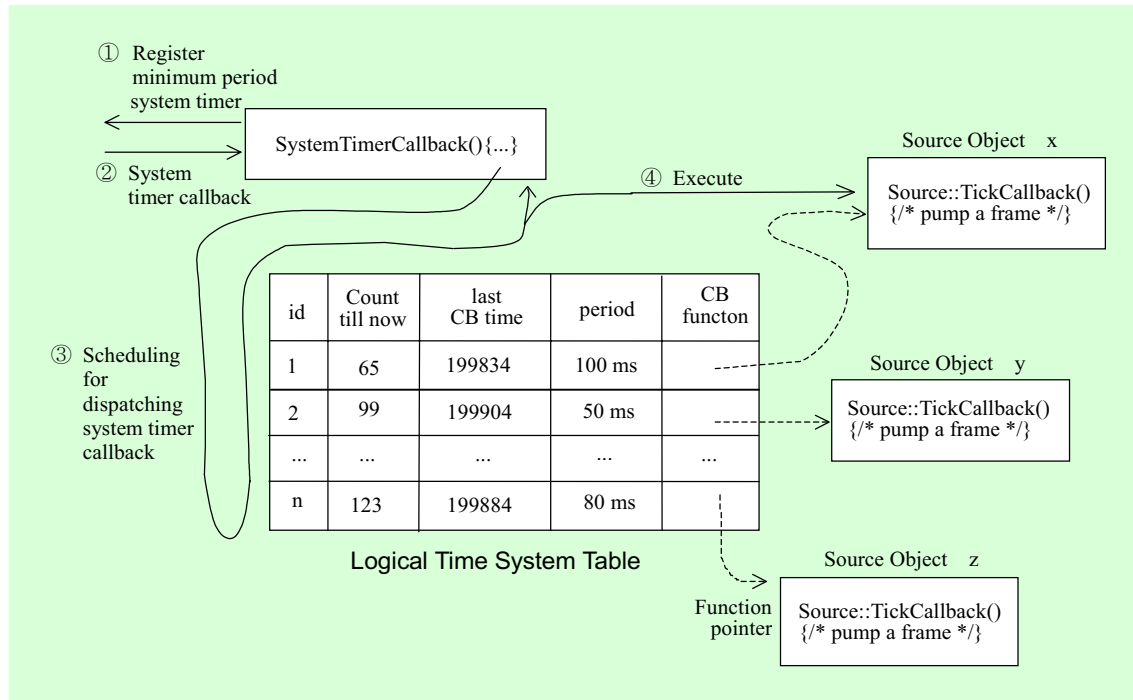 ① Register
minimum period
system timer
SystemTimerCallback(){...}
② System
timer callback
④ Execute
Source Object x
Source::TickCallback()
{/* pump a frame */}
③ Scheduling
for
dispatching
system timer
callback
id
Count
till now
last
CB time
period
CB
functon
1 65 199834 100 ms
2 99 199904 50 ms
... ... ... ... ...
n 123 199884 80 ms
Logical Time System Table
Source Object y
Source::TickCallback()
{/* pump a frame */}
Source Object z
Function
pointer
Source::TickCallback()
{/* pump a frame */}